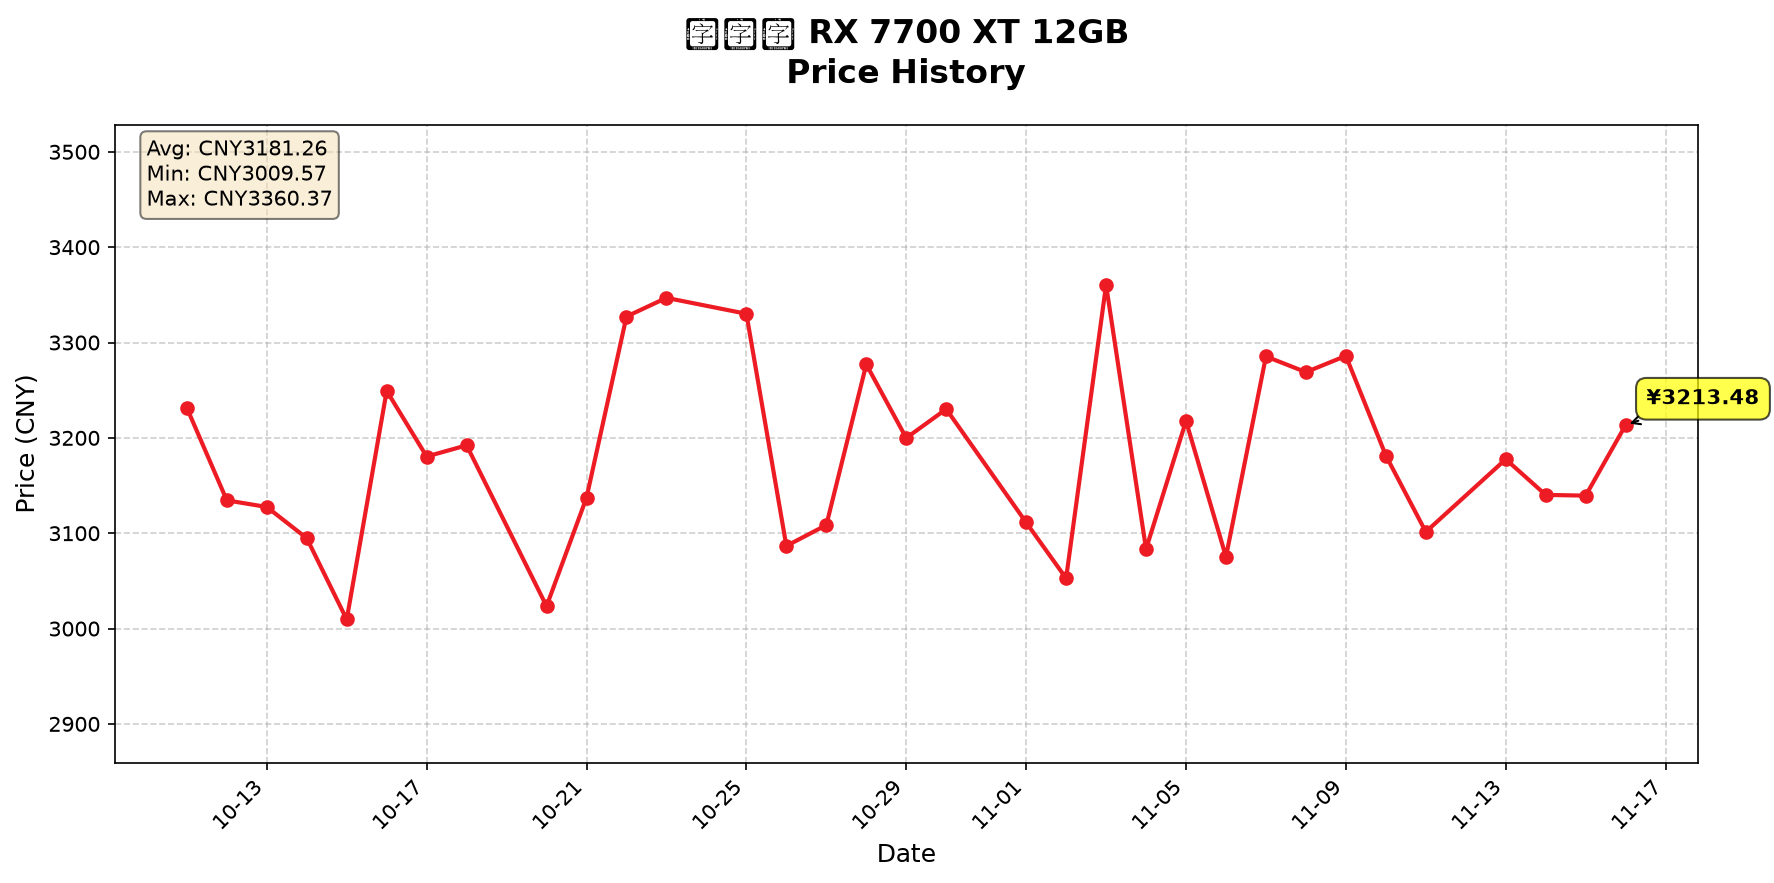 RX 7700 XT 12GB
Price History
Avg: CNY3181.26
Min: CNY3009.57
Max: CNY3360.37
¥3213.48
Price (CNY)
3500
3400
3300
3200
3100
3000
2900
10-13
10-17
10-21
10-25
10-29
11-01
11-05
11-09
11-13
11-17
Date